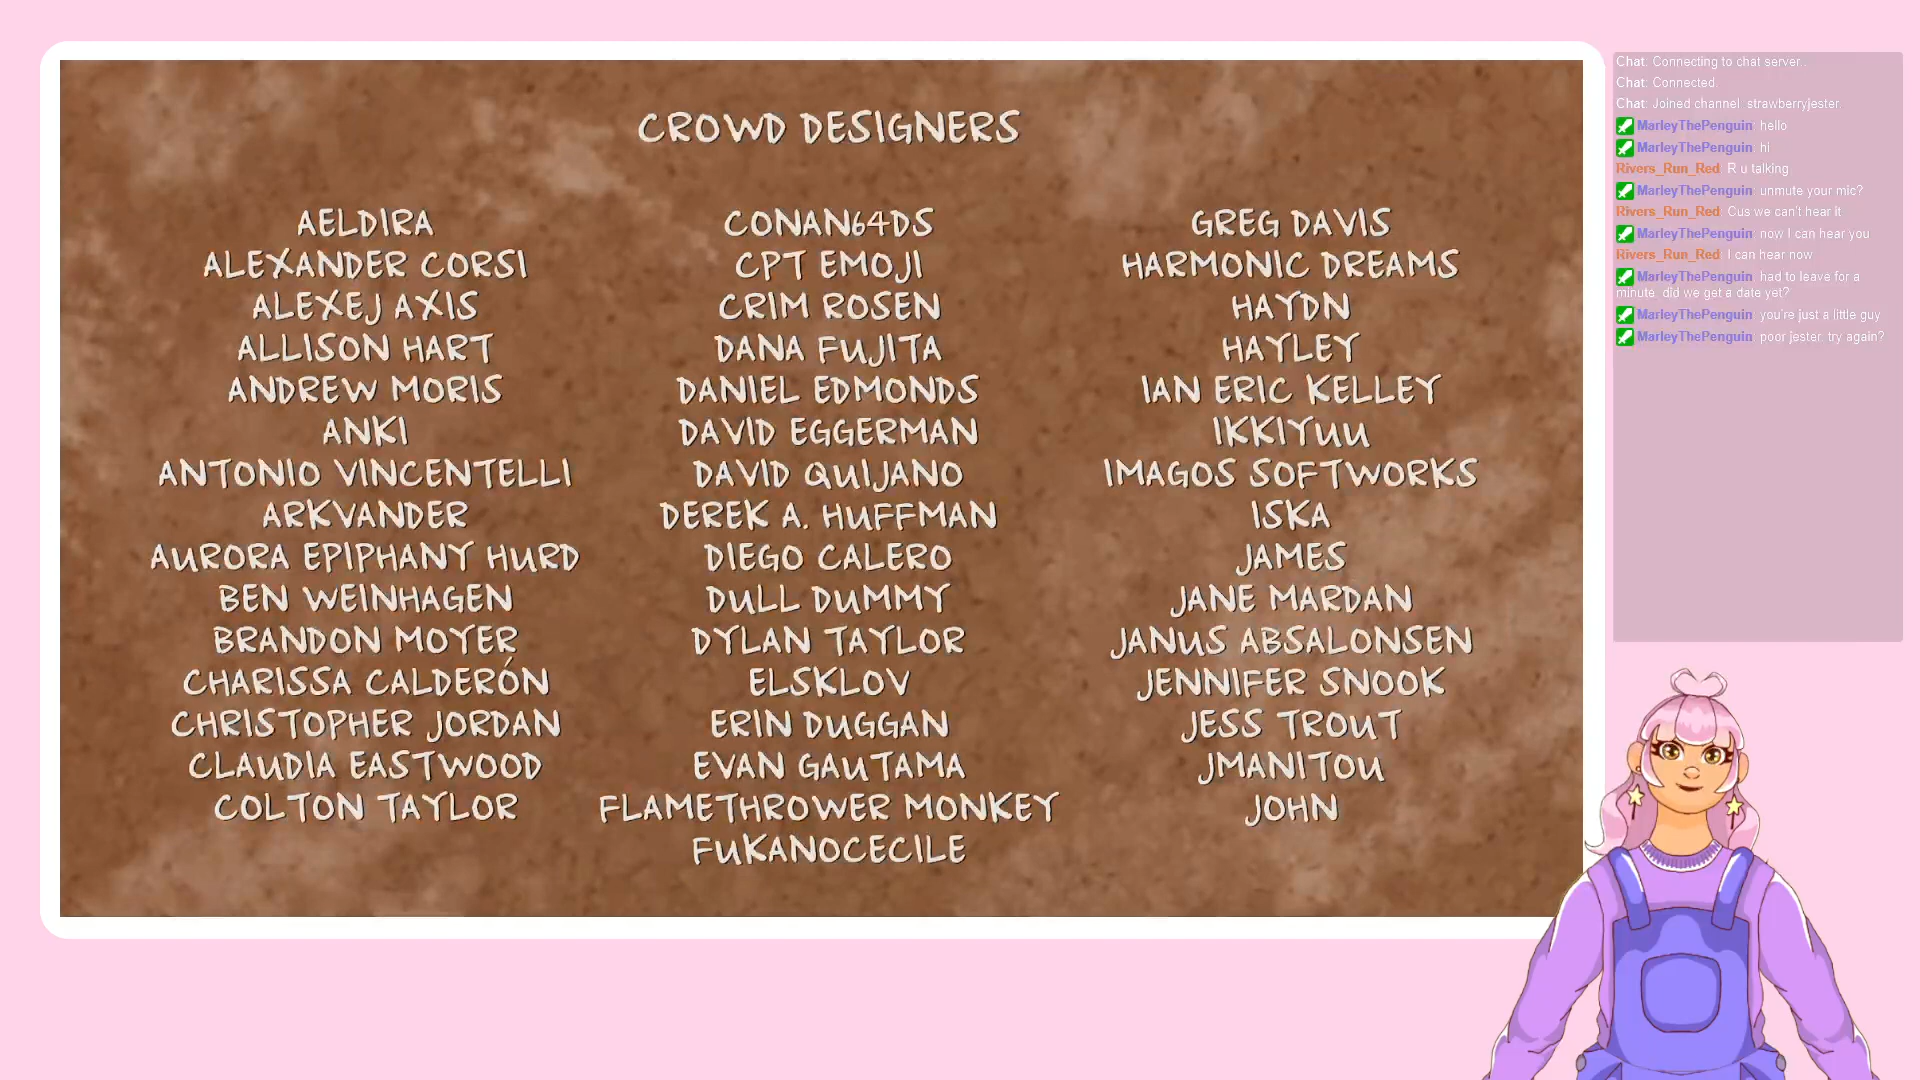 CROWD DESIGNERS
AELDIRA
ALEXANDER CORSI
ALEXEJ AXIS
ALLISON HART
ANDREW MORIS
ANKI
ANTONIO VINCENTELLI
ARKVANDER
AURORA EPIPHANY HURD
BEN WEINHAGEN
BRANDON MOYER
CHARISSA CALDERÓN
CHRISTOPHER JORDAN
CLAUDIA EASTWOOD
COLTON TAYLOR
CONAN64DS
CPT EMOJI
CRIM ROSEN
DANA FUJITA
DANIEL EDMONDS
DAVID EGGERMAN
DAVID QUIJANO
DEREK A. HUFFMAN
DIEGO CALERO
DULL DUMMY
DYLAN TAYLOR
ELSKLOV
ERIN DUGGAN
EVAN GAUTAMA
FLAMETHROWER MONKEY
FUKANOCECILE
GREG DAVIS
HARMONIC DREAMS
HAYDN
HAYLEY
IAN ERIC KELLEY
IKKIYUU
IMAGOS SOFTWORKS
ISKA
JAMES
JANE MARDAN
JANUS ABSALONSEN
JENNIFER SNOOK
JESS TROUT
JMANITOU
JOHN
Chat: Connecting to chat server..
Chat: Connected.
Chat: Joined channel: strawberryjester
MarleyThePenguin hello
MarleyThePenguin hi
Rivers_Run_Red R u talking
MarleyThePenguin unmute your mic?
Rivers_Run_Red Cus we can't hear it
MarleyThePenguin now I can hear you
Rivers_Run_Red I can hear now
MarleyThePenguin had to leave for a
minute. did we get a date yet?
MarleyThePenguin you're just a little guy
MarleyThePenguin poor jester. try again?